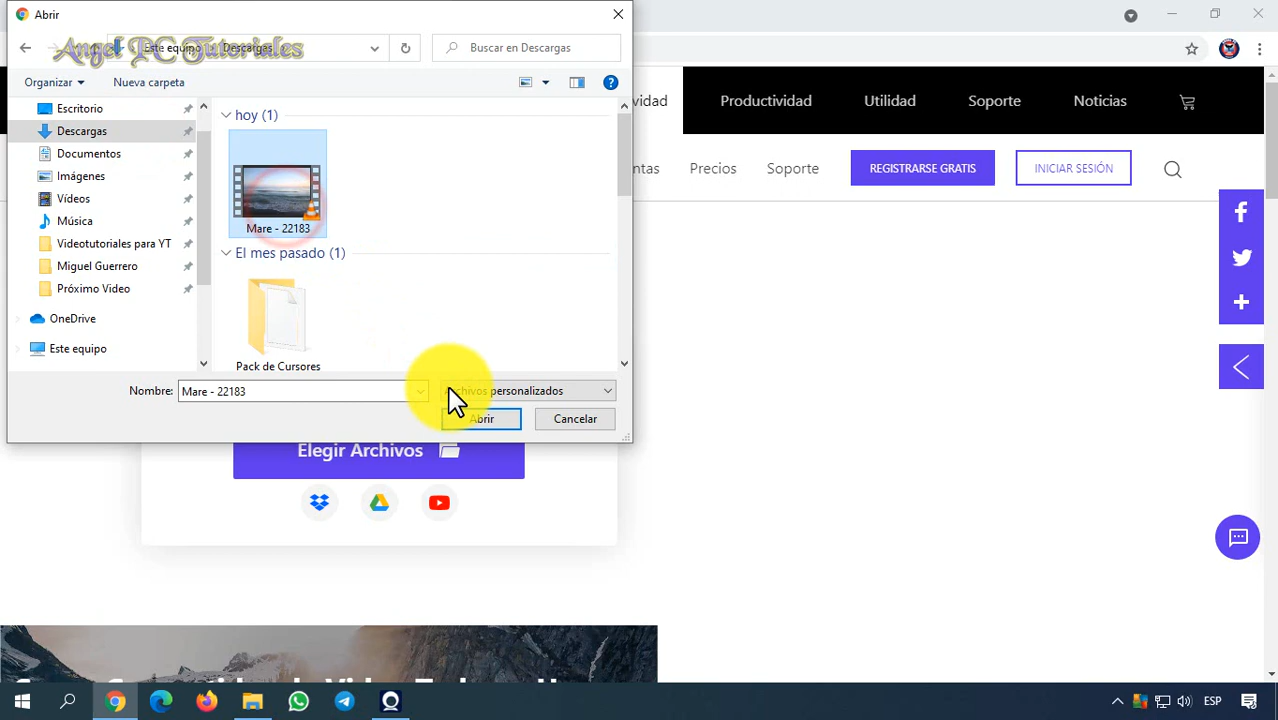 Abrir
Angel PC Tutoriales
Este equipo
Descargas
Buscar en Descargas
Organizar
Nueva carpeta
Escritorio
Descargas
Documentos
Imágenes
Vídeos
Música
Videotutoriales para YT
Miguel Guerrero
Próximo Video
OneDrive
Este equipo
hoy (1)
Mare - 22183
El mes pasado (1)
Pack de Cursores
Nombre: Mare - 22183
Archivos personalizados
Abrir
Cancelar
Productividad
Utilidad
Soporte
Noticias
Precios
Soporte
REGISTRARSE GRATIS
INICIAR SESIÓN
Elegir Archivos
ESP